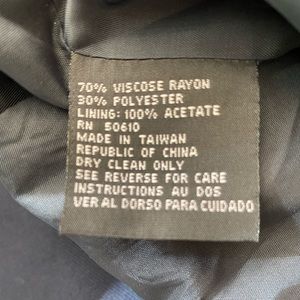 70% VISCOSE RAYON
30% POLYESTER
LINING: 100% ACETATE
RN 50610
MADE IN TAIWAN
REPUBLIC OF CHINA
DRY CLEAN ONLY
SEE REVERSE FOR CARE
INSTRUCTIONS AU DOS
VER AL DORSO PARA CUIDADO